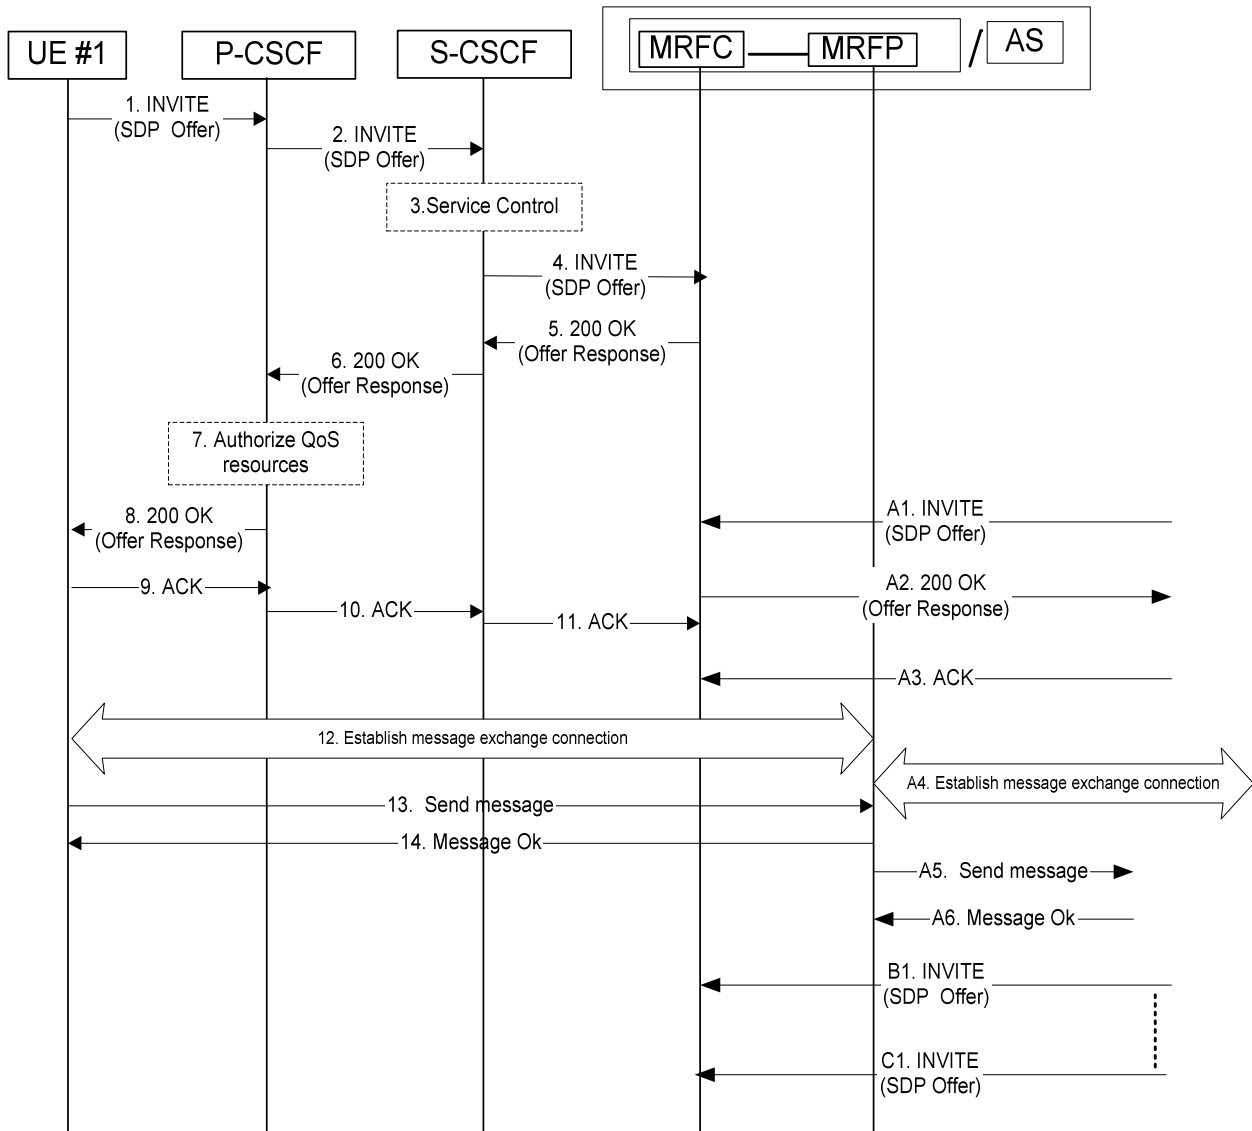 UE #1
P-CSCF
S-CSCF
MRFC
MRFP
/
AS
1. INVITE
(SDP Offer)
2. INVITE
(SDP Offer)
3.Service Control
4. INVITE
(SDP Offer)
5. 200 OK
(Offer Response)
6. 200 OK
(Offer Response)
7. Authorize QoS
resources
8. 200 OK
(Offer Response)
A1. INVITE
(SDP Offer)
9. ACK
A2. 200 OK
(Offer Response)
10. ACK
11. ACK
A3. ACK
12. Establish message exchange connection
A4. Establish message exchange connection
13. Send message
14. Message Ok
A5. Send message
A6. Message Ok
B1. INVITE
(SDP Offer)
C1. INVITE
(SDP Offer)